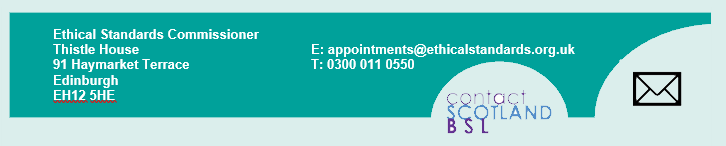 Ethical Standards Commissioner
Thistle House
91 Haymarket Terrace
Edinburgh
EH12 5HE
E: appointments@ethicalstandards.org.uk
T: 0300 011 0550
contact
SCOTLAND
BSL